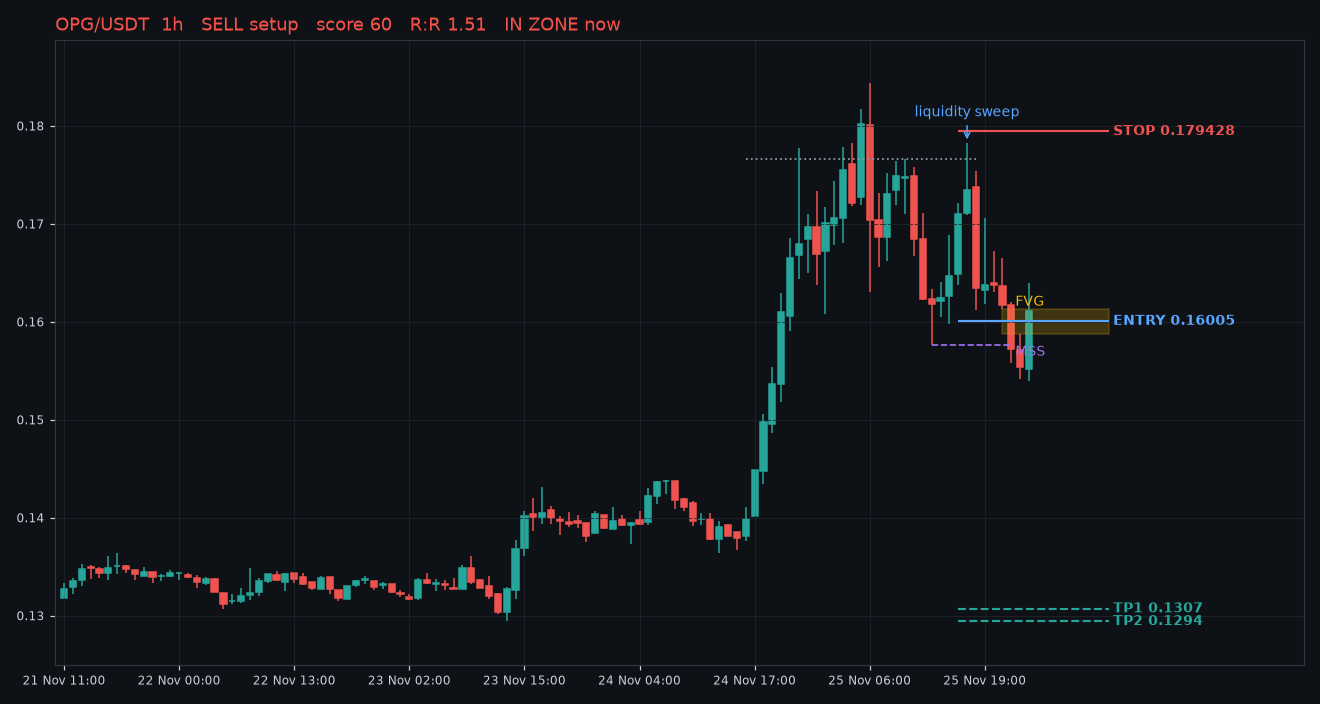 OPG/USDT 1h SELL setup score 60 R:R 1.51 IN ZONE now
liquidity sweep
STOP 0.179428
FVG
ENTRY 0.16005
MSS
TP1 0.1307
TP2 0.1294
0.18
0.17
0.16
0.15
0.14
0.13
21 Nov 11:00
22 Nov 00:00
22 Nov 13:00
23 Nov 02:00
23 Nov 15:00
24 Nov 04:00
24 Nov 17:00
25 Nov 06:00
25 Nov 19:00